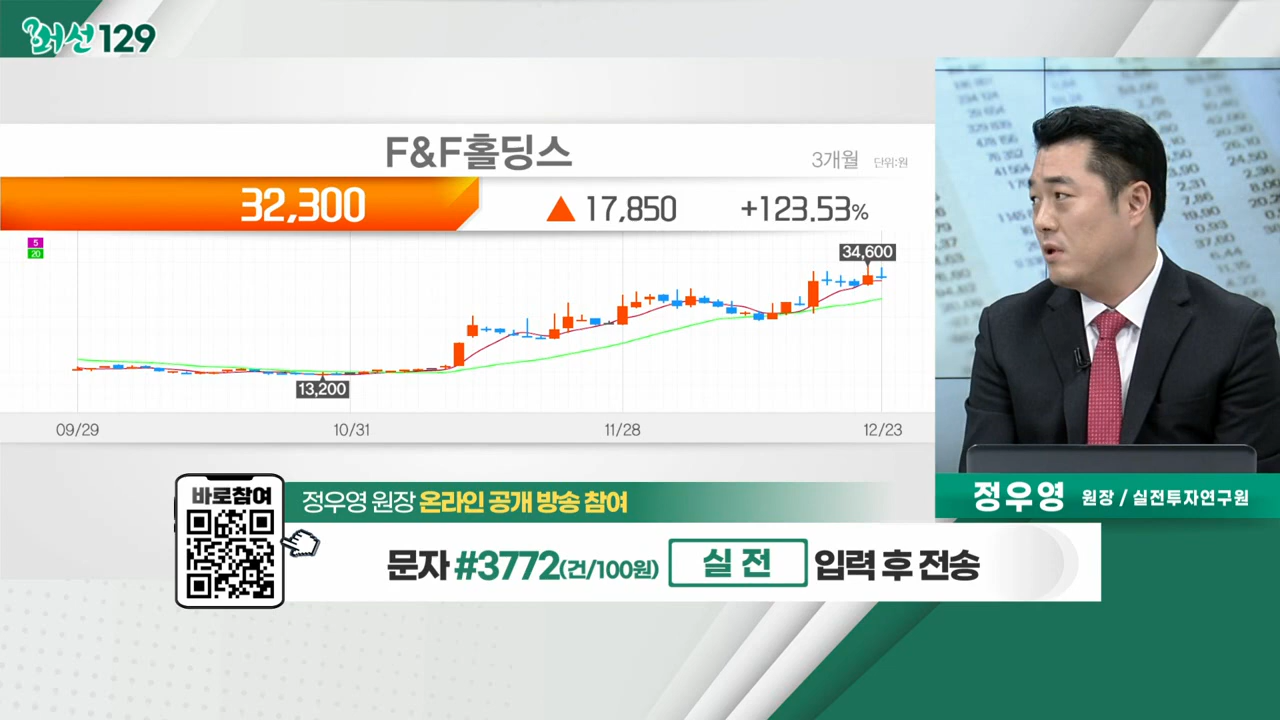 머선129
F&F홀딩스
3개월 단위:원
32,300 ▲ 17,850 +123.53%
5
20
34,600
13,200
09/29 10/31 11/28 12/23
정우영 원장 / 실전투자연구원
바로참여
정우영 원장 온라인 공개 방송 참여
문자 #3772(건/100원) 실 전 입력 후 전송